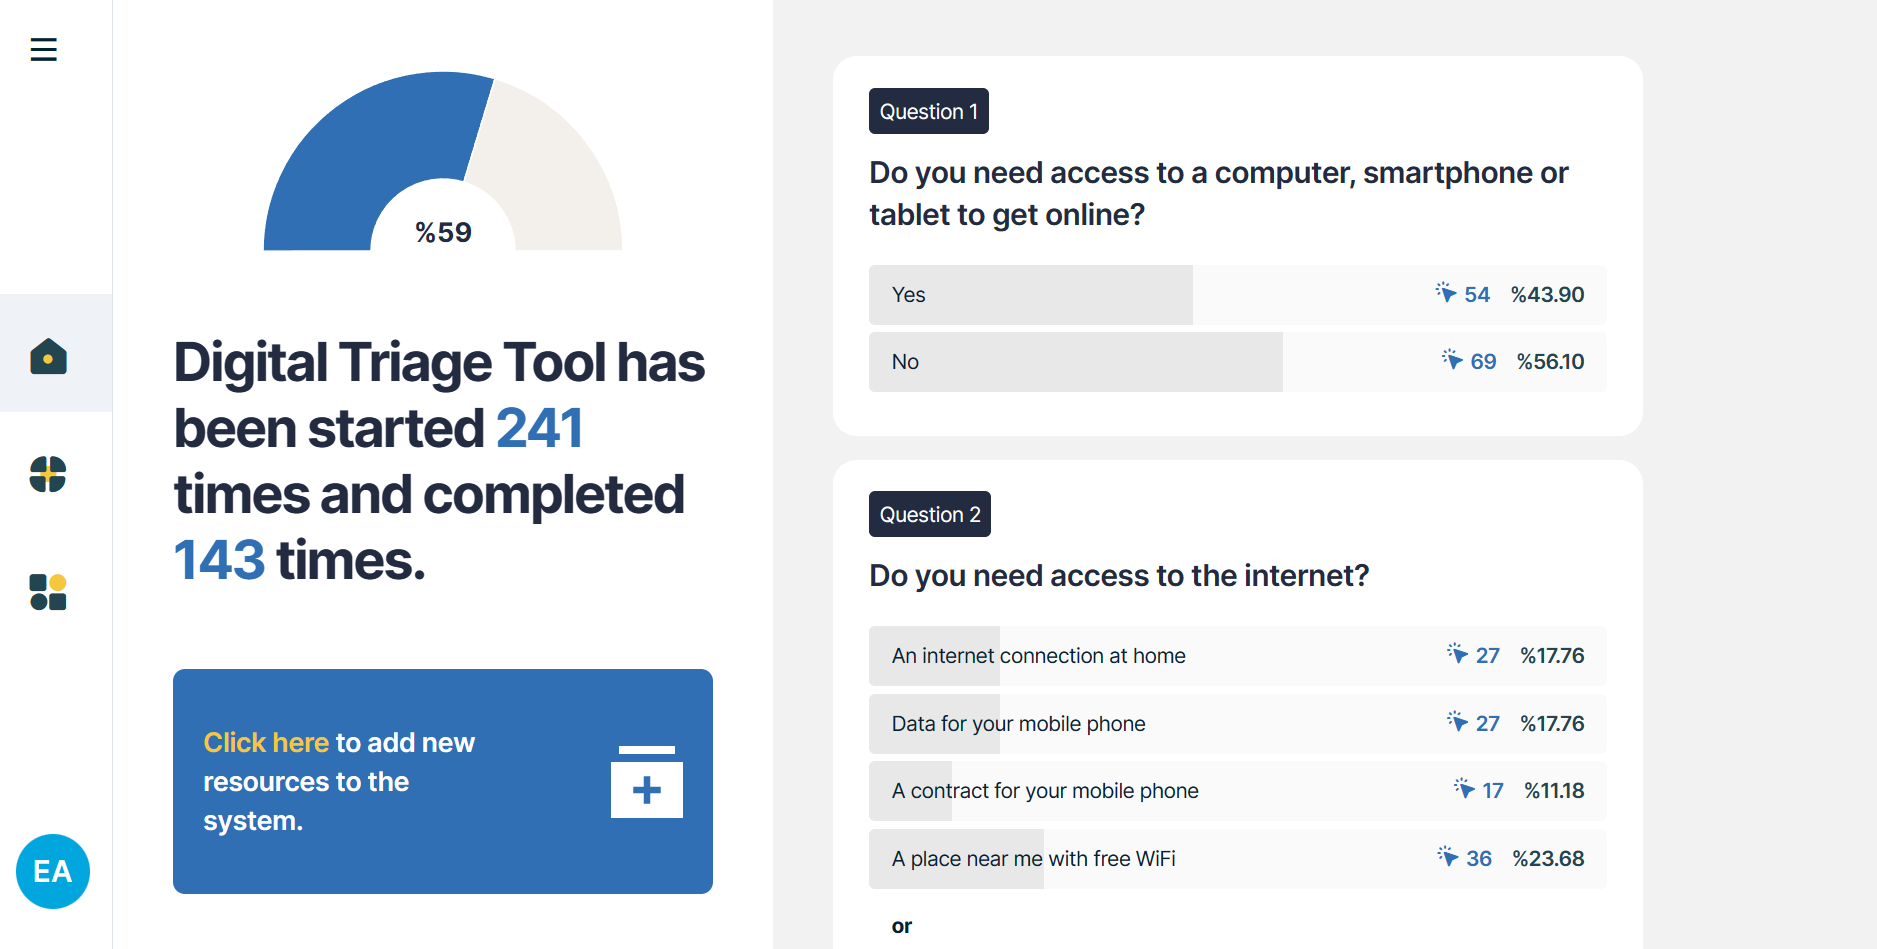 %59
Digital Triage Tool has
been started 241
times and completed
143 times.
Click here to add new
resources to the
system.
EA
Question 1
Do you need access to a computer, smartphone or
tablet to get online?
Yes 54 %43.90
No 69 %56.10
Question 2
Do you need access to the internet?
An internet connection at home 27 %17.76
Data for your mobile phone 27 %17.76
A contract for your mobile phone 17 %11.18
A place near me with free WiFi 36 %23.68
or